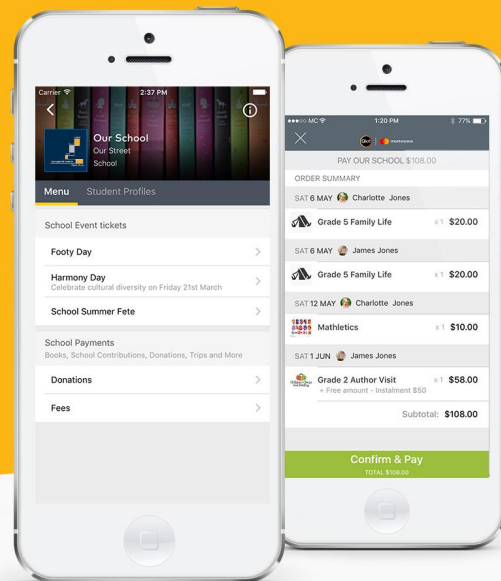 Carrier 2:37 PM
Our School
Our Street
School
Menu Student Profiles
School Event tickets
Footy Day
Harmony Day
Celebrate cultural diversity on Friday 21st March
School Summer Fete
School Payments
Books, School Contributions, Donations, Trips and More
Donations
Fees
MC 1:20 PM 77%
Qkr! masterpass
PAY OUR SCHOOL $108.00
ORDER SUMMARY
SAT 6 MAY Charlotte Jones
Grade 5 Family Life x 1 $20.00
SAT 6 MAY James Jones
Grade 5 Family Life x 1 $20.00
SAT 12 MAY Charlotte Jones
Mathletics x 1 $10.00
SAT 1 JUN James Jones
Grade 2 Author Visit x 1 $58.00
+ Free amount - Instalment $50
Subtotal: $108.00
Confirm & Pay
TOTAL $108.00